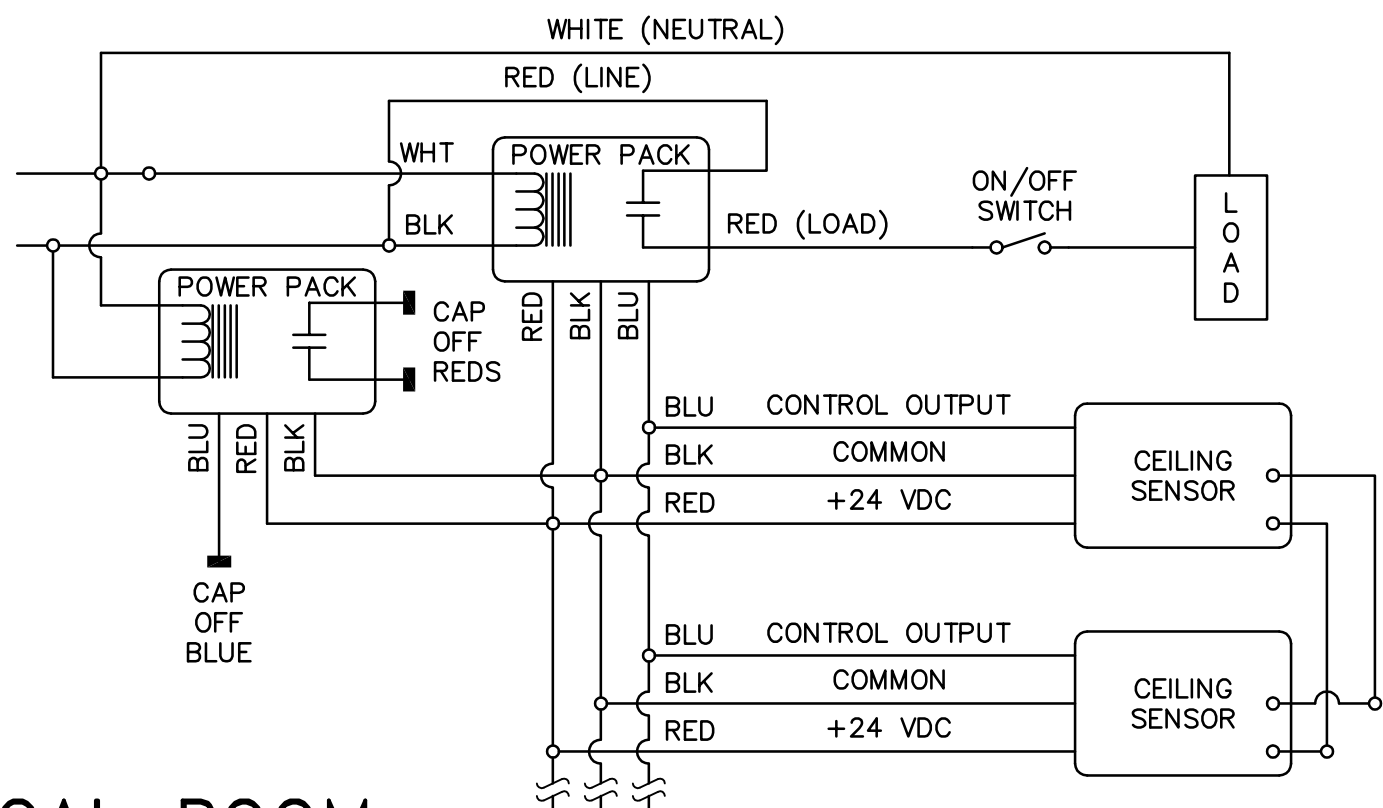 WHITE (NEUTRAL)
RED (LINE)
WHT
POWER PACK
ON/OFF
SWITCH
BLK
RED (LOAD)
LOAD
POWER PACK
CAP
OFF
REDS
RED
BLK
BLU
BLU
RED
BLK
BLU CONTROL OUTPUT
BLK COMMON
RED +24 VDC
CEILING
SENSOR
CAP
OFF
BLUE
BLU CONTROL OUTPUT
BLK COMMON
RED +24 VDC
CEILING
SENSOR
ROOM